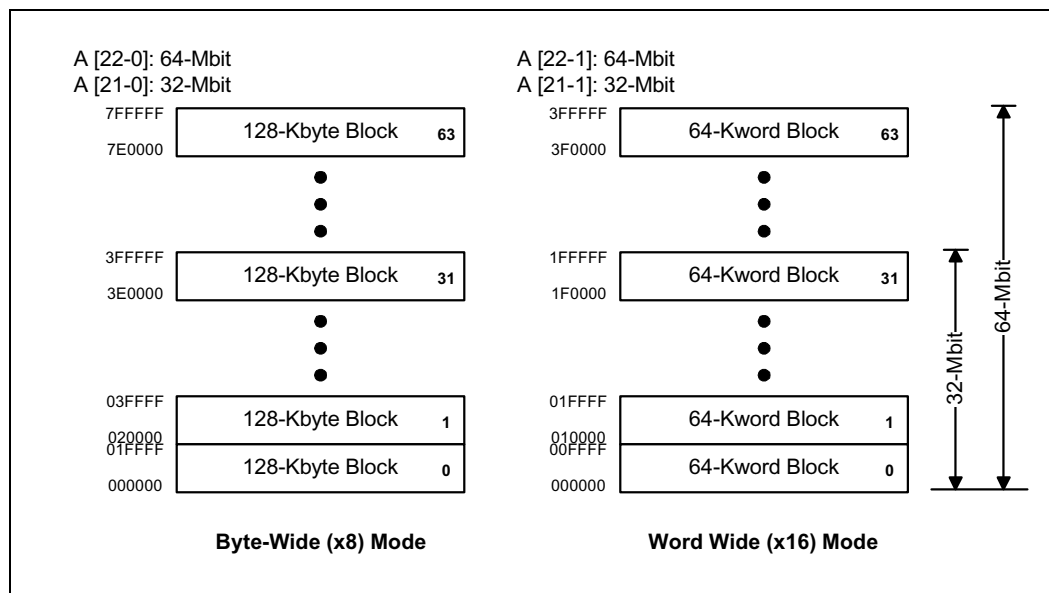 A [22-0]: 64-Mbit
A [21-0]: 32-Mbit
7FFFFF
128-Kbyte Block 63
7E0000
3FFFFF
128-Kbyte Block 31
3E0000
03FFFF
128-Kbyte Block 1
020000
01FFFF
128-Kbyte Block 0
000000
Byte-Wide (x8) Mode
A [22-1]: 64-Mbit
A [21-1]: 32-Mbit
3FFFFF
64-Kword Block 63
3F0000
1FFFFF
64-Kword Block 31
1F0000
01FFFF
64-Kword Block 1
010000
00FFFF
64-Kword Block 0
000000
Word Wide (x16) Mode
32-Mbit
64-Mbit